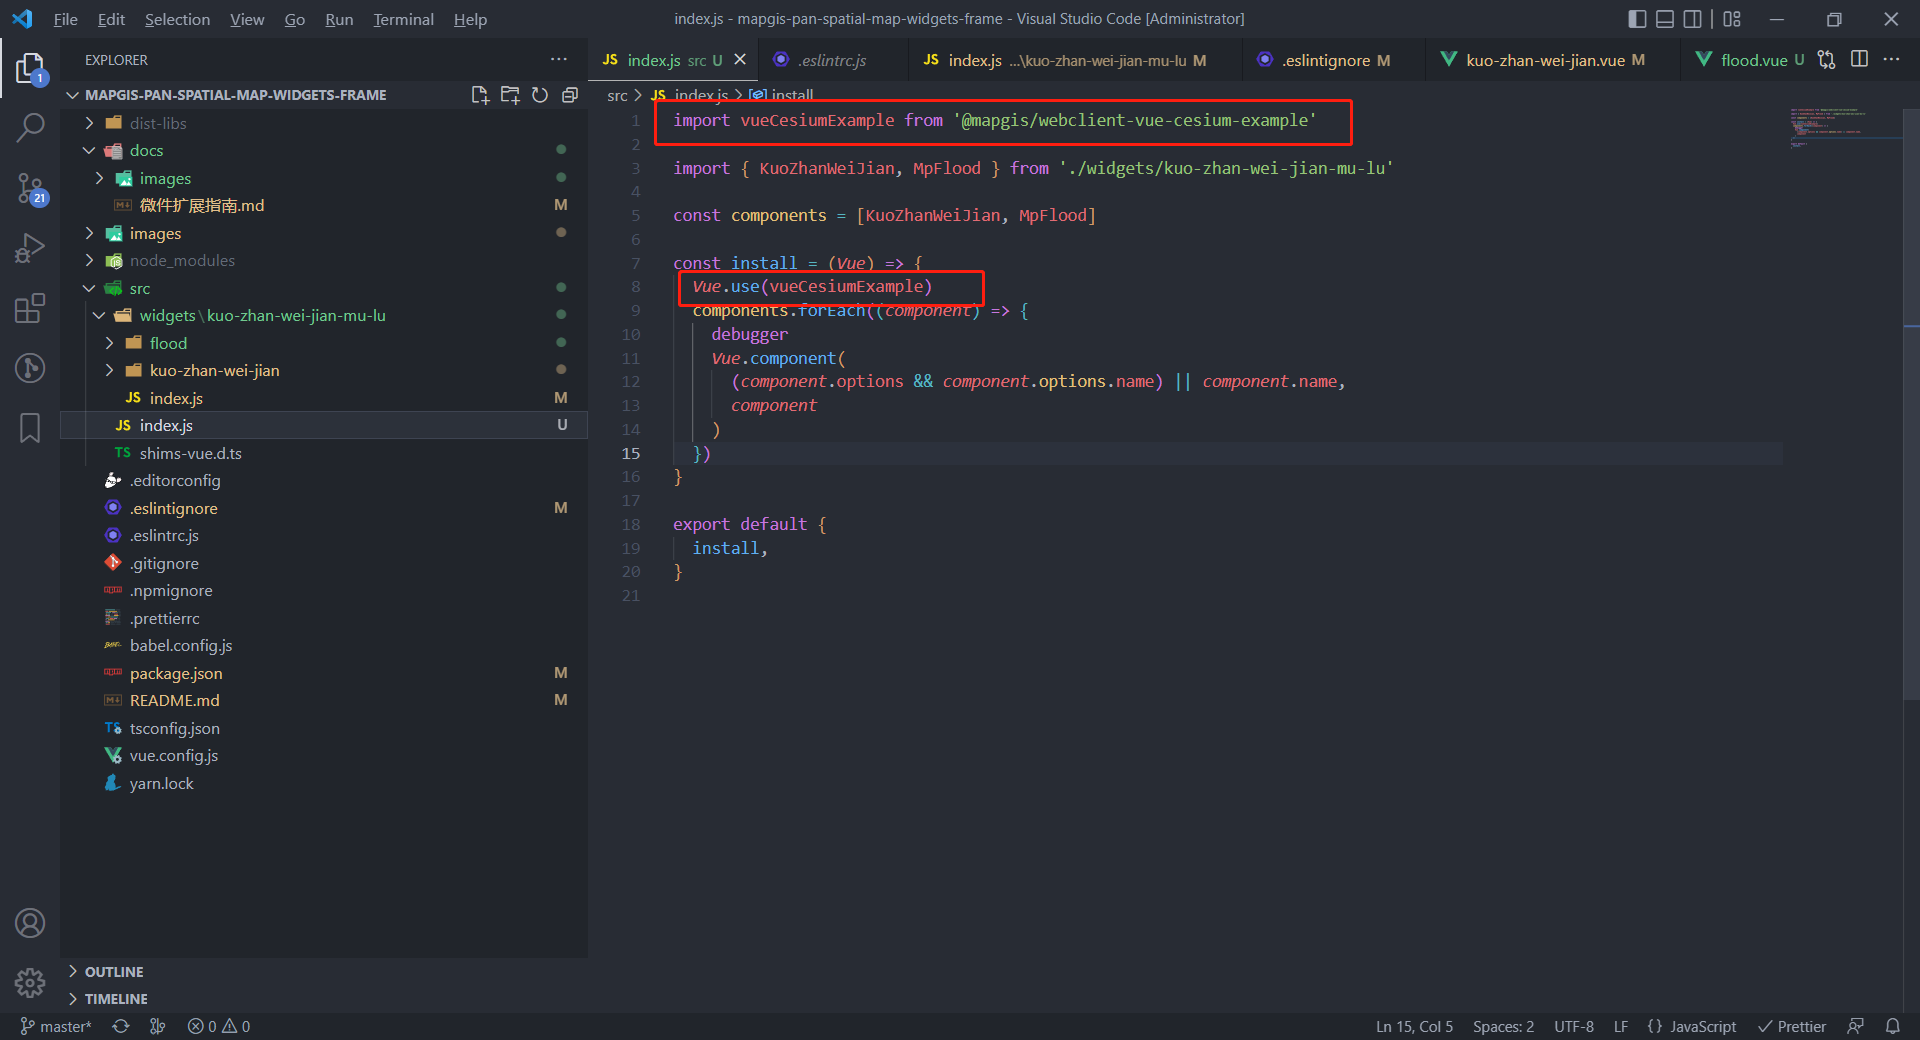 File Edit Selection View Go Run Terminal Help
index.js - mapgis-pan-spatial-map-widgets-frame - Visual Studio Code [Administrator]
EXPLORER
JS index.js src U
.eslintrc.js
JS index.js ...\kuo-zhan-wei-jian-mu-lu M
.eslintignore M
kuo-zhan-wei-jian.vue M
flood.vue U
MAPGIS-PAN-SPATIAL-MAP-WIDGETS-FRAME
dist-libs
docs
images
微件扩展指南.md M
images
node_modules
src
widgets\kuo-zhan-wei-jian-mu-lu
flood
kuo-zhan-wei-jian
JS index.js M
JS index.js U
TS shims-vue.d.ts
.editorconfig
.eslintignore M
.eslintrc.js
.gitignore
.npmignore
.prettierrc
babel.config.js
package.json M
README.md M
tsconfig.json
vue.config.js
yarn.lock
OUTLINE
TIMELINE
1
21
src > JS index.js > install
1 import vueCesiumExample from '@mapgis/webclient-vue-cesium-example'
2
3 import { KuoZhanWeiJian, MpFlood } from './widgets/kuo-zhan-wei-jian-mu-lu'
4
5 const components = [KuoZhanWeiJian, MpFlood]
6
7 const install = (Vue) => {
8 Vue.use(vueCesiumExample)
9 components.forEach((component) => {
10 debugger
11 Vue.component(
12 (component.options && component.options.name) || component.name,
13 component
14 )
15 })
16 }
17
18 export default {
19 install,
20 }
21
master* 0 0
Ln 15, Col 5 Spaces: 2 UTF-8 LF {} JavaScript Prettier